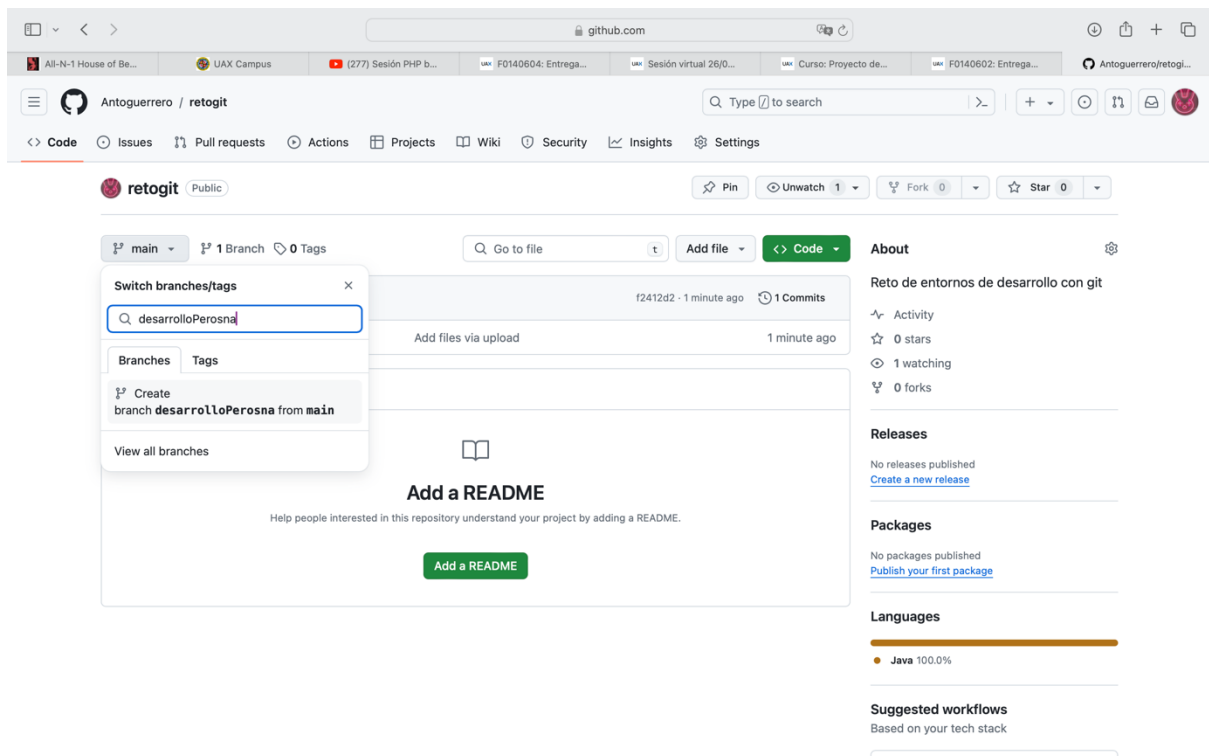 github.com
All-N-1 House of Be...
UAX Campus
(277) Sesión PHP b...
UAX F0140604: Entrega...
UAX Sesión virtual 26/0...
UAX Curso: Proyecto de...
UAX F0140602: Entrega...
Antoguerrero/retogi...
Antoguerrero / retogit
Type / to search
Code Issues Pull requests Actions Projects Wiki Security Insights Settings
retogit Public
Pin Unwatch 1 Fork 0 Star 0
main 1 Branch 0 Tags
Go to file t Add file Code
Switch branches/tags
desarrolloPerosna
Branches Tags
Create
branch desarrolloPerosna from main
View all branches
f2412d2 · 1 minute ago 1 Commits
Add files via upload 1 minute ago
Add a README
Help people interested in this repository understand your project by adding a README.
Add a README
About
Reto de entornos de desarrollo con git
Activity
0 stars
1 watching
0 forks
Releases
No releases published
Create a new release
Packages
No packages published
Publish your first package
Languages
Java 100.0%
Suggested workflows
Based on your tech stack